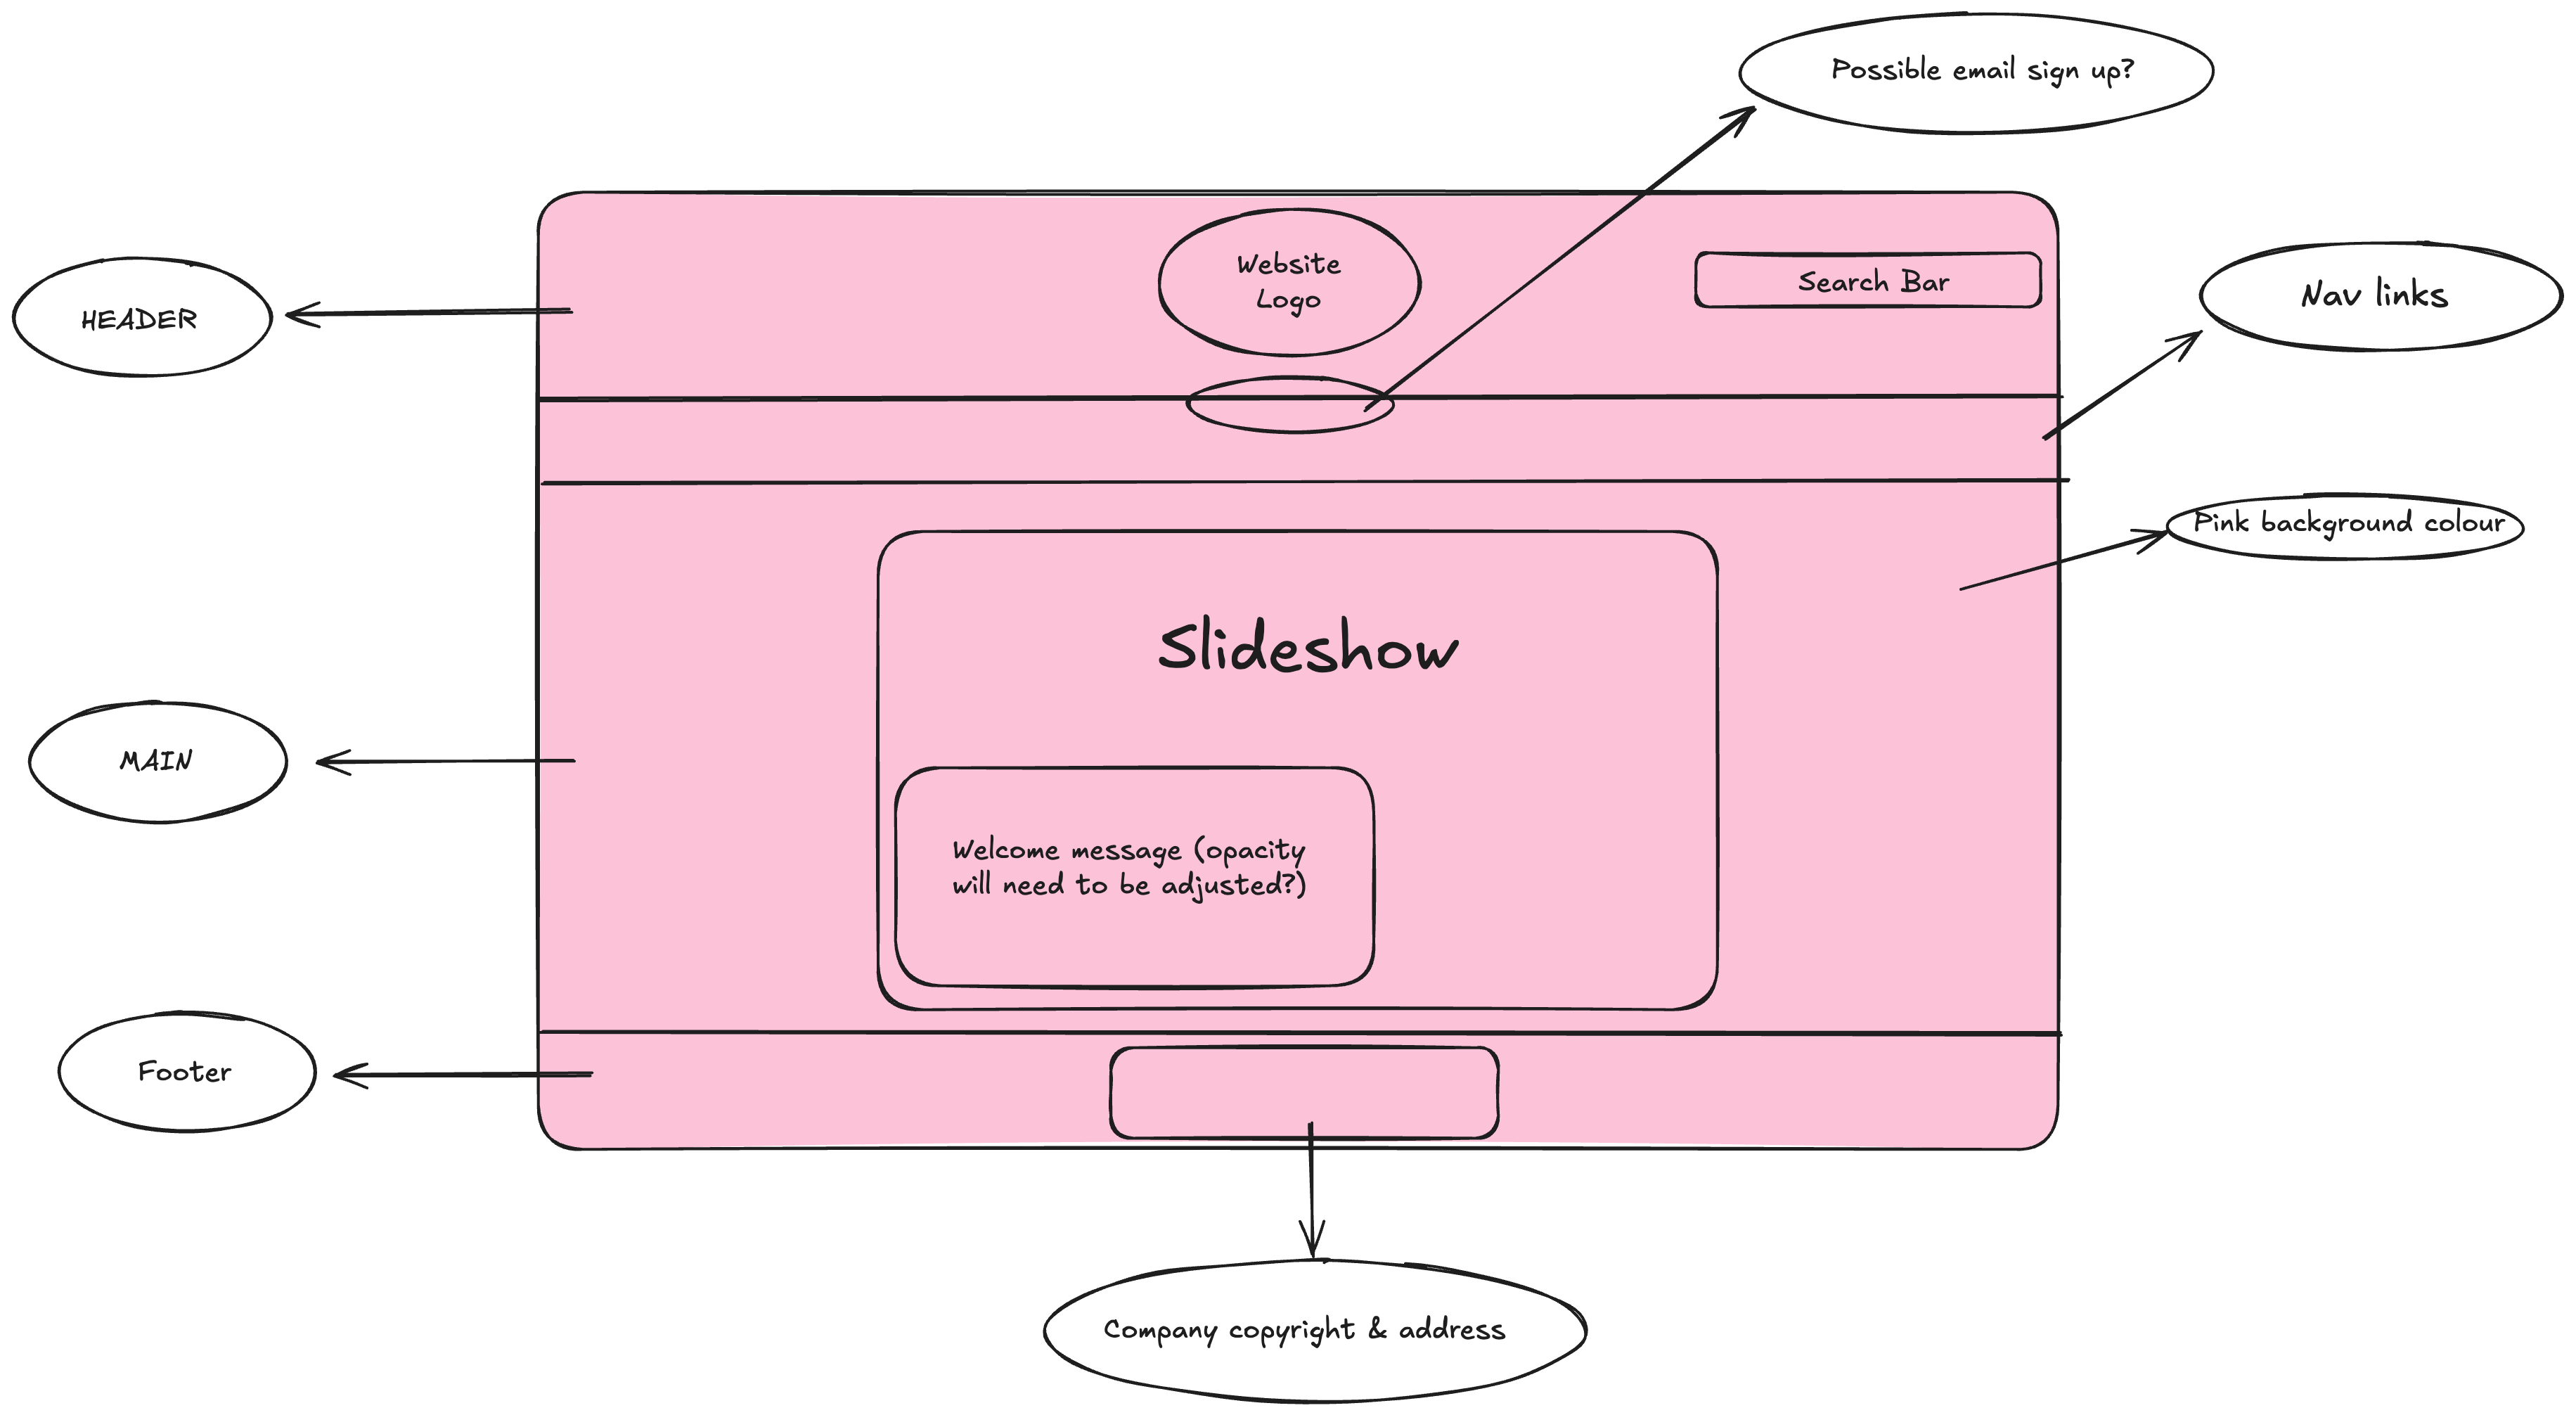 Possible email sign up?
Website
Logo
Search Bar
Nav links
HEADER
Pink background colour
Slideshow
MAIN
Welcome message (opacity
will need to be adjusted?)
Footer
Company copyright & address